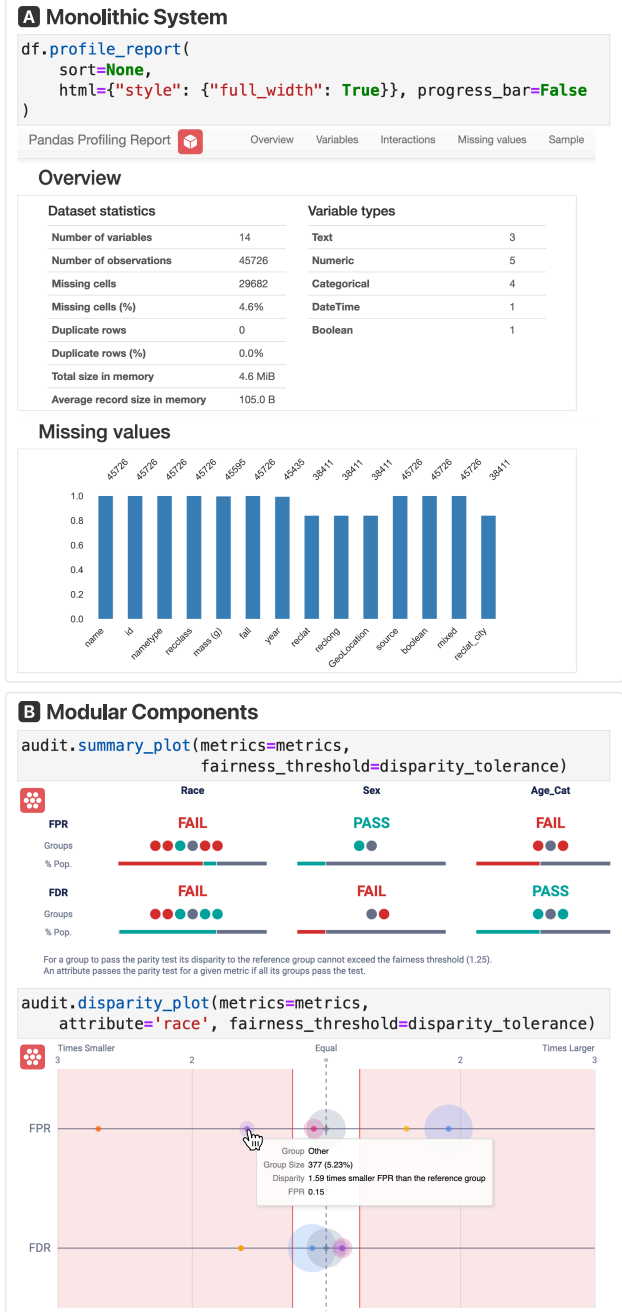 A Monolithic System
df.profile_report(
sort=None,
html={"style": {"full_width": True}}, progress_bar=False
)
Pandas Profiling Report Overview Variables Interactions Missing values Sample
Overview
Dataset statistics Variable types
Number of variables 14 Text 3
Number of observations 45726 Numeric 5
Missing cells 29682 Categorical 4
Missing cells (%) 4.6% DateTime 1
Duplicate rows 0 Boolean 1
Duplicate rows (%) 0.0%
Total size in memory 4.6 MiB
Average record size in memory 105.0 B
Missing values
45726 45726 45726 45726 45595 45726 45435 38411 38411 38411 45726 45726 45726 38411
1.0
0.8
0.6
0.4
0.2
0.0
name id nametype recclass mass (g) fall year reclat reclong GeoLocation source boolean mixed reclat_city
B Modular Components
audit.summary_plot(metrics=metrics,
fairness_threshold=disparity_tolerance)
Race Sex Age_Cat
FPR FAIL PASS FAIL
Groups
% Pop.
FDR FAIL FAIL PASS
Groups
% Pop.
For a group to pass the parity test its disparity to the reference group cannot exceed the fairness threshold (1.25).
An attribute passes the parity test for a given metric if all its groups pass the test.
audit.disparity_plot(metrics=metrics,
attribute='race', fairness_threshold=disparity_tolerance)
Times Smaller Equal Times Larger
3 2 = 2 3
FPR
Group Other
Group Size 377 (5.23%)
Disparity 1.59 times smaller FPR than the reference group
FPR 0.15
FDR